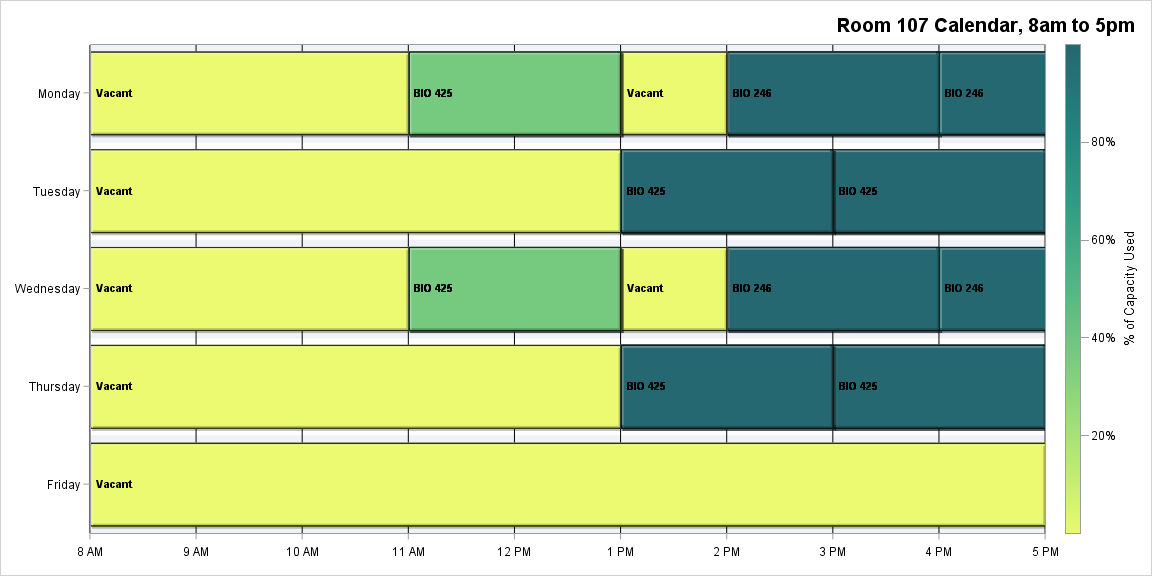 Room 107 Calendar, 8am to 5pm
Monday
Vacant
BIO 425
Vacant
BIO 246
BIO 246
Tuesday
Vacant
BIO 425
BIO 425
Wednesday
Vacant
BIO 425
Vacant
BIO 246
BIO 246
Thursday
Vacant
BIO 425
BIO 425
Friday
Vacant
8 AM
9 AM
10 AM
11 AM
12 PM
1 PM
2 PM
3 PM
4 PM
5 PM
80%
60%
40%
20%
% of Capacity Used